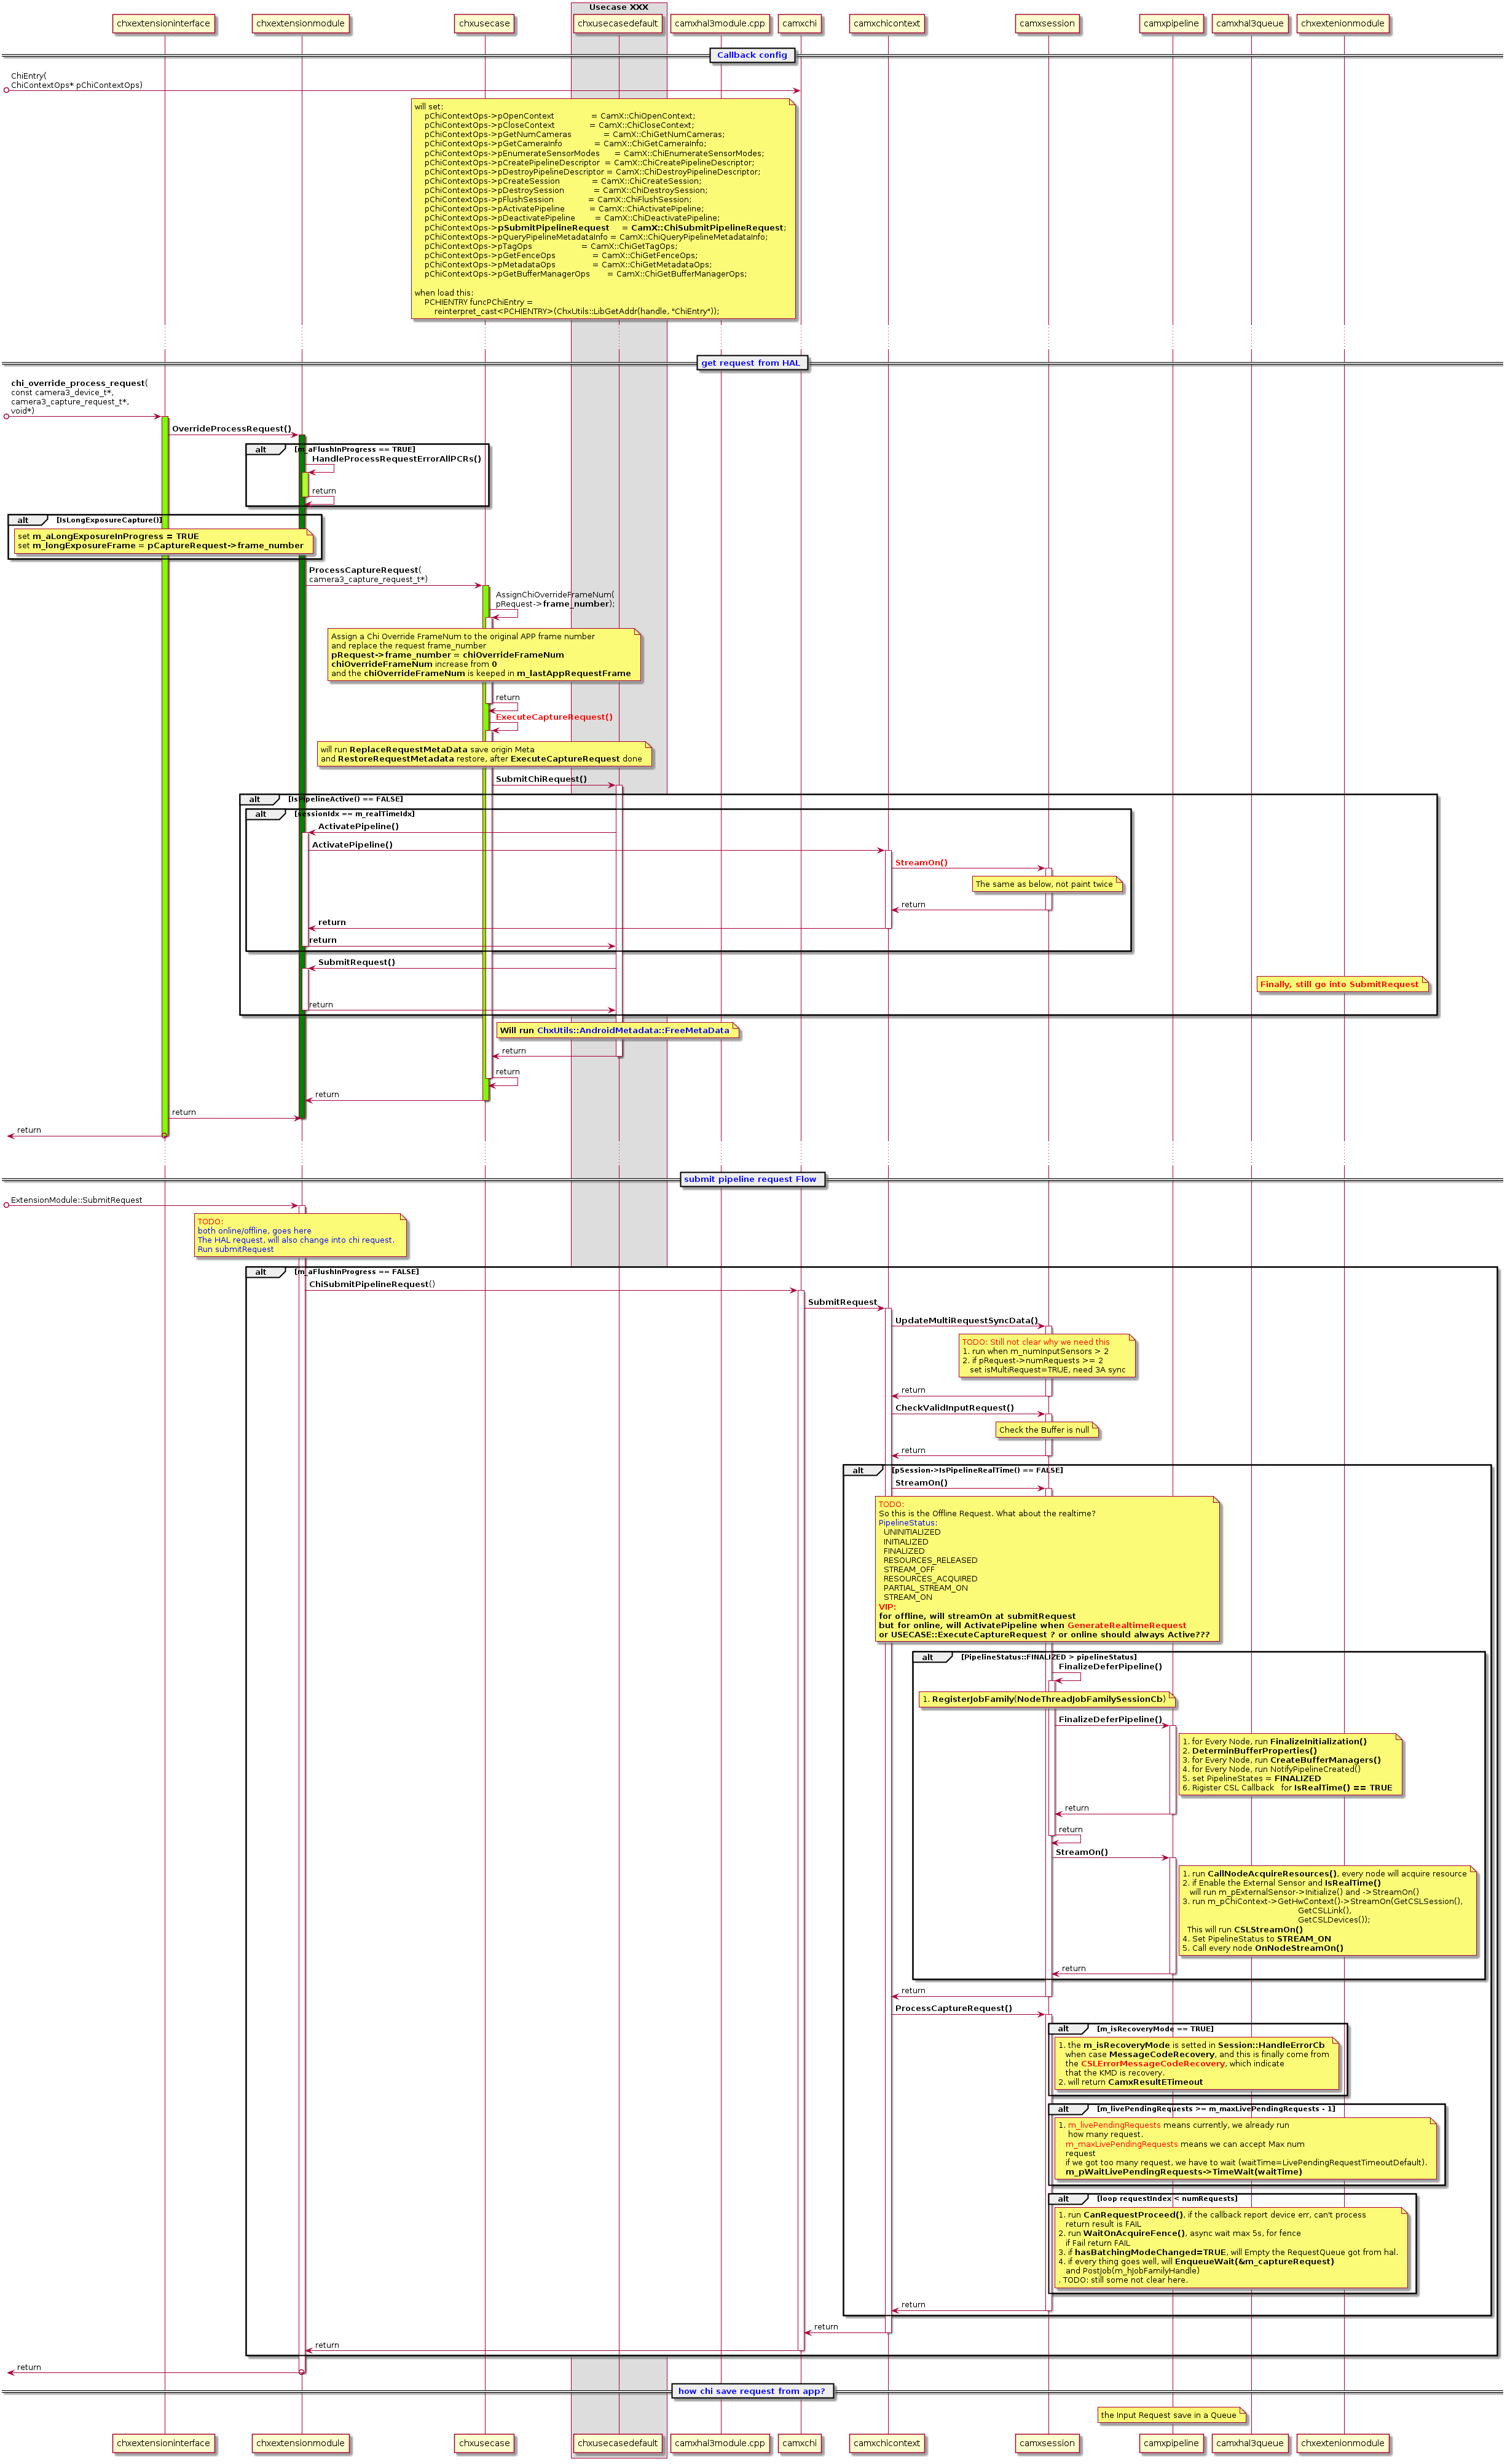 Usecase XXX
chxextensioninterface
chxextensionmodule
chxusecase
chxusecasedefault
camxhal3module.cpp
camxchi
camxchicontext
camxsession
camxpipeline
camxhal3queue
chxextenionmodule
Callback config
ChiEntry(
ChiContextOps* pChiContextOps)
will set:
pChiContextOps->pOpenContext = CamX::ChiOpenContext;
pChiContextOps->pCloseContext = CamX::ChiCloseContext;
pChiContextOps->pGetNumCameras = CamX::ChiGetNumCameras;
pChiContextOps->pGetCameraInfo = CamX::ChiGetCameraInfo;
pChiContextOps->pEnumerateSensorModes = CamX::ChiEnumerateSensorModes;
pChiContextOps->pCreatePipelineDescriptor = CamX::ChiCreatePipelineDescriptor;
pChiContextOps->pDestroyPipelineDescriptor = CamX::ChiDestroyPipelineDescriptor;
pChiContextOps->pCreateSession = CamX::ChiCreateSession;
pChiContextOps->pDestroySession = CamX::ChiDestroySession;
pChiContextOps->pFlushSession = CamX::ChiFlushSession;
pChiContextOps->pActivatePipeline = CamX::ChiActivatePipeline;
pChiContextOps->pDeactivatePipeline = CamX::ChiDeactivatePipeline;
pChiContextOps->pSubmitPipelineRequest = CamX::ChiSubmitPipelineRequest;
pChiContextOps->pQueryPipelineMetadataInfo = CamX::ChiQueryPipelineMetadataInfo;
pChiContextOps->pTagOps = CamX::ChiGetTagOps;
pChiContextOps->pGetFenceOps = CamX::ChiGetFenceOps;
pChiContextOps->pMetadataOps = CamX::ChiGetMetadataOps;
pChiContextOps->pGetBufferManagerOps = CamX::ChiGetBufferManagerOps;
when load this:
PCHIENTRY funcPChiEntry =
reinterpret_cast<PCHIENTRY>(ChxUtils::LibGetAddr(handle, "ChiEntry"));
get request from HAL
chi_override_process_request(
const camera3_device_t*,
camera3_capture_request_t*,
void*)
OverrideProcessRequest()
alt [m_aFlushInProgress == TRUE]
HandleProcessRequestErrorAllPCRs()
return
alt [IsLongExposureCapture()]
set m_aLongExposureInProgress = TRUE
set m_longExposureFrame = pCaptureRequest->frame_number
ProcessCaptureRequest(
camera3_capture_request_t*)
AssignChiOverrideFrameNum(
pRequest->frame_number);
Assign a Chi Override FrameNum to the original APP frame number
and replace the request frame_number
pRequest->frame_number = chiOverrideFrameNum
chiOverrideFrameNum increase from 0
and the chiOverrideFrameNum is keeped in m_lastAppRequestFrame
return
ExecuteCaptureRequest()
will run ReplaceRequestMetaData save origin Meta
and RestoreRequestMetadata restore, after ExecuteCaptureRequest done
SubmitChiRequest()
alt [IsPipelineActive() == FALSE]
alt [sessionIdx == m_realTimeIdx]
ActivatePipeline()
ActivatePipeline()
StreamOn()
The same as below, not paint twice
return
return
return
SubmitRequest()
Finally, still go into SubmitRequest
return
Will run ChxUtils::AndroidMetadata::FreeMetaData
return
return
return
return
return
submit pipeline request Flow
ExtensionModule::SubmitRequest
TODO:
both online/offline, goes here
The HAL request, will also change into chi request.
Run submitRequest
alt [m_aFlushInProgress == FALSE]
ChiSubmitPipelineRequest()
SubmitRequest
UpdateMultiRequestSyncData()
TODO: Still not clear why we need this
1. run when m_numInputSensors > 2
2. if pRequest->numRequests >= 2
set isMultiRequest=TRUE, need 3A sync
return
CheckValidInputRequest()
Check the Buffer is null
return
alt [pSession->IsPipelineRealTime() == FALSE]
StreamOn()
TODO:
So this is the Offline Request. What about the realtime?
PipelineStatus:
UNINITIALIZED
INITIALIZED
FINALIZED
RESOURCES_RELEASED
STREAM_OFF
RESOURCES_ACQUIRED
PARTIAL_STREAM_ON
STREAM_ON
VIP:
for offline, will streamOn at submitRequest
but for online, will ActivatePipeline when GenerateRealtimeRequest
or USECASE::ExecuteCaptureRequest ? or online should always Active???
alt [PipelineStatus::FINALIZED > pipelineStatus]
FinalizeDeferPipeline()
1. RegisterJobFamily(NodeThreadJobFamilySessionCb)
FinalizeDeferPipeline()
1. for Every Node, run FinalizeInitialization()
2. DeterminBufferProperties()
3. for Every Node, run CreateBufferManagers()
4. for Every Node, run NotifyPipelineCreated()
5. set PipelineStates = FINALIZED
6. Rigister CSL Callback for IsRealTime() == TRUE
return
return
StreamOn()
1. run CallNodeAcquireResources(), every node will acquire resource
2. if Enable the External Sensor and IsRealTime()
will run m_pExternalSensor->Initialize() and ->StreamOn()
3. run m_pChiContext->GetHwContext()->StreamOn(GetCSLSession(),
GetCSLLink(),
GetCSLDevices());
This will run CSLStreamOn()
4. Set PipelineStatus to STREAM_ON
5. Call every node OnNodeStreamOn()
return
return
ProcessCaptureRequest()
alt [m_isRecoveryMode == TRUE]
1. the m_isRecoveryMode is setted in Session::HandleErrorCb
when case MessageCodeRecovery, and this is finally come from
the CSLErrorMessageCodeRecovery, which indicate
that the KMD is recovery.
2. will return CamxResultETimeout
alt [m_livePendingRequests >= m_maxLivePendingRequests - 1]
1. m_livePendingRequests means currently, we already run
how many request.
m_maxLivePendingRequests means we can accept Max num
request
if we got too many request, we have to wait (waitTime=LivePendingRequestTimeoutDefault).
m_pWaitLivePendingRequests->TimeWait(waitTime)
alt [loop requestIndex < numRequests]
1. run CanRequestProceed(), if the callback report device err, can't process
return result is FAIL
2. run WaitOnAcquireFence(), async wait max 5s, for fence
if Fail return FAIL
3. if hasBatchingModeChanged=TRUE, will Empty the RequestQueue got from hal.
4. if every thing goes well, will EnqueueWait(&m_captureRequest)
and PostJob(m_hJobFamilyHandle)
. TODO: still some not clear here.
return
return
return
return
how chi save request from app?
the Input Request save in a Queue
chxextensioninterface
chxextensionmodule
chxusecase
chxusecasedefault
camxhal3module.cpp
camxchi
camxchicontext
camxsession
camxpipeline
camxhal3queue
chxextenionmodule